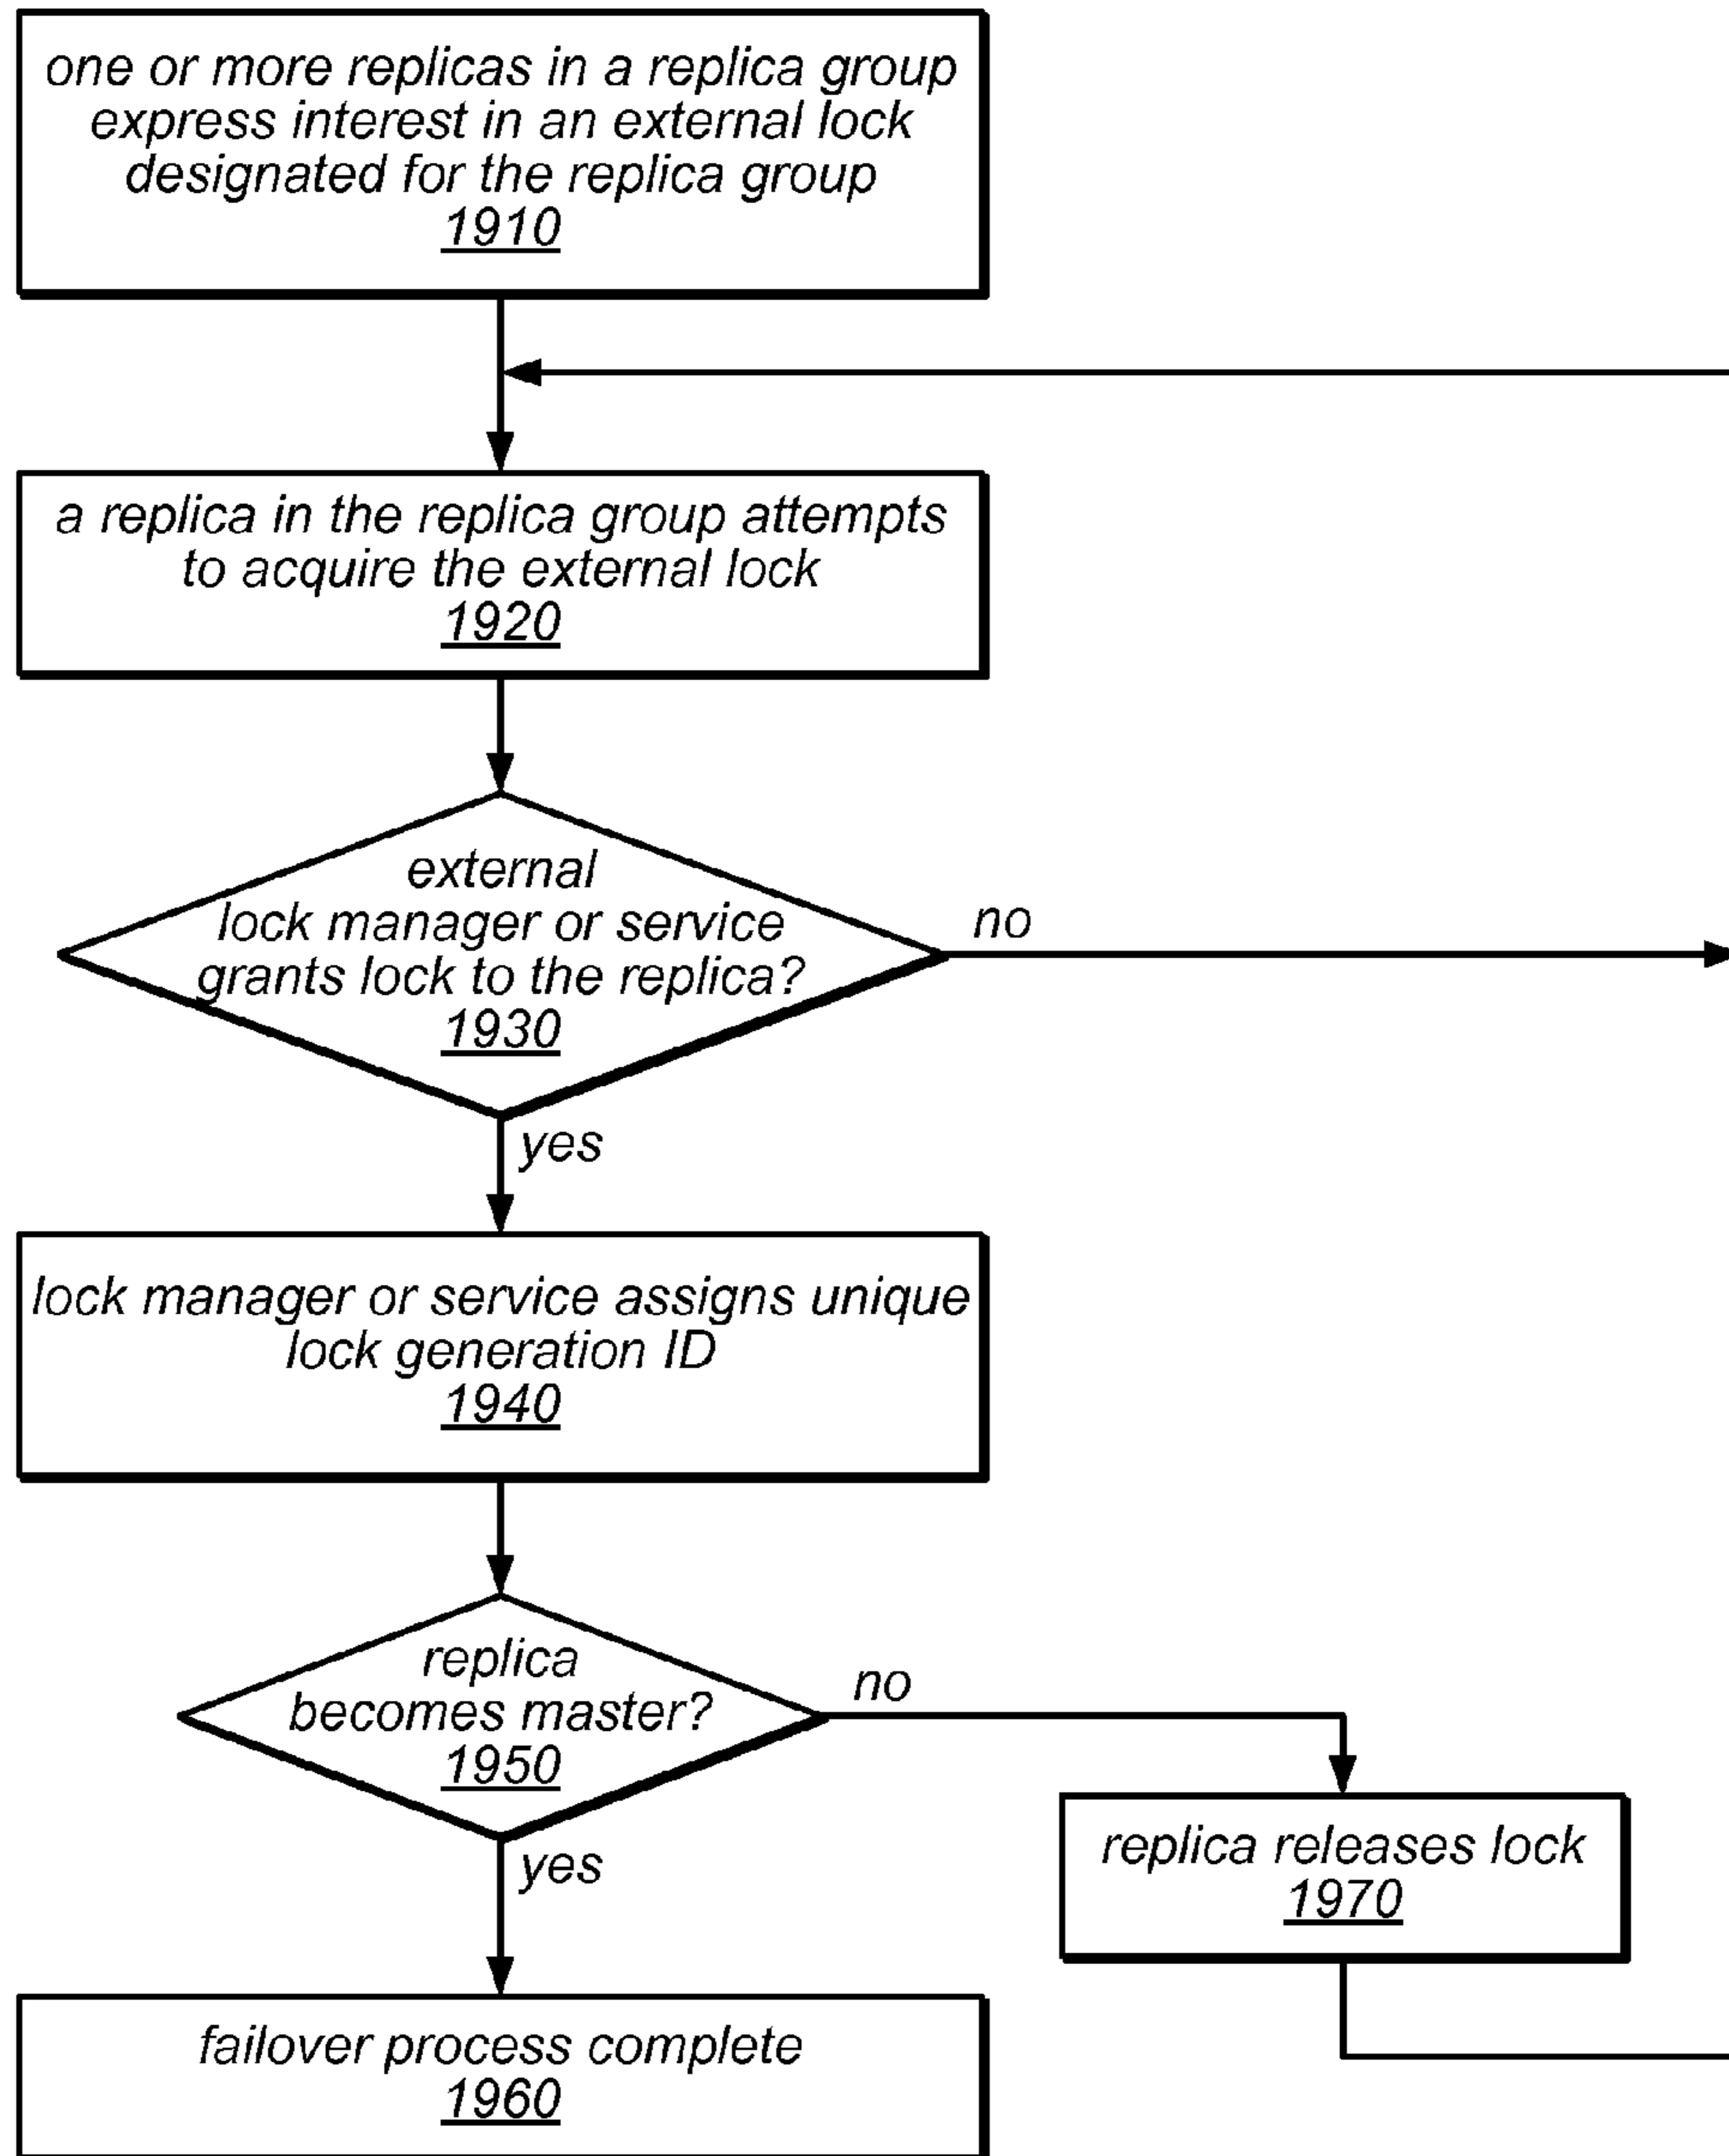 one or more replicas in a replica group
express interest in an external lock
designated for the replica group
1910
a replica in the replica group attempts
to acquire the external lock
1920
external
lock manager or service
grants lock to the replica?
1930
no
yes
lock manager or service assigns unique
lock generation ID
1940
replica
becomes master?
1950
no
yes
replica releases lock
1970
failover process complete
1960